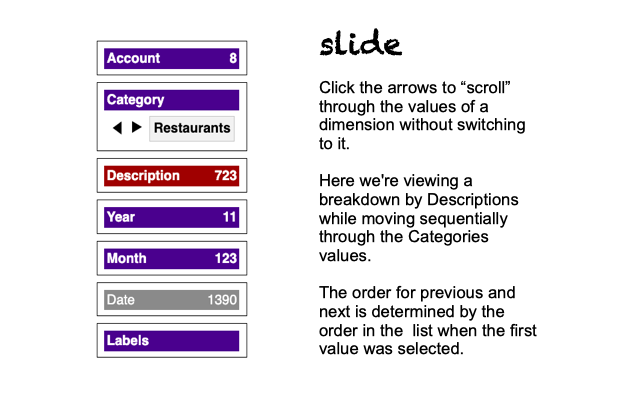 Account 8
Category
Restaurants
Description 723
Year 11
Month 123
Date 1390
Labels
slide
Click the arrows to “scroll”
through the values of a
dimension without switching
to it.
Here we're viewing a
breakdown by Descriptions
while moving sequentially
through the Categories
values.
The order for previous and
next is determined by the
order in the  list when the first
value was selected.